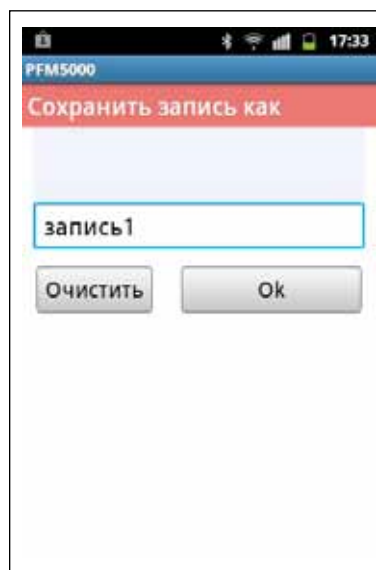 17:33
PFM5000
Сохранить запись как
запись1
Очистить Ok